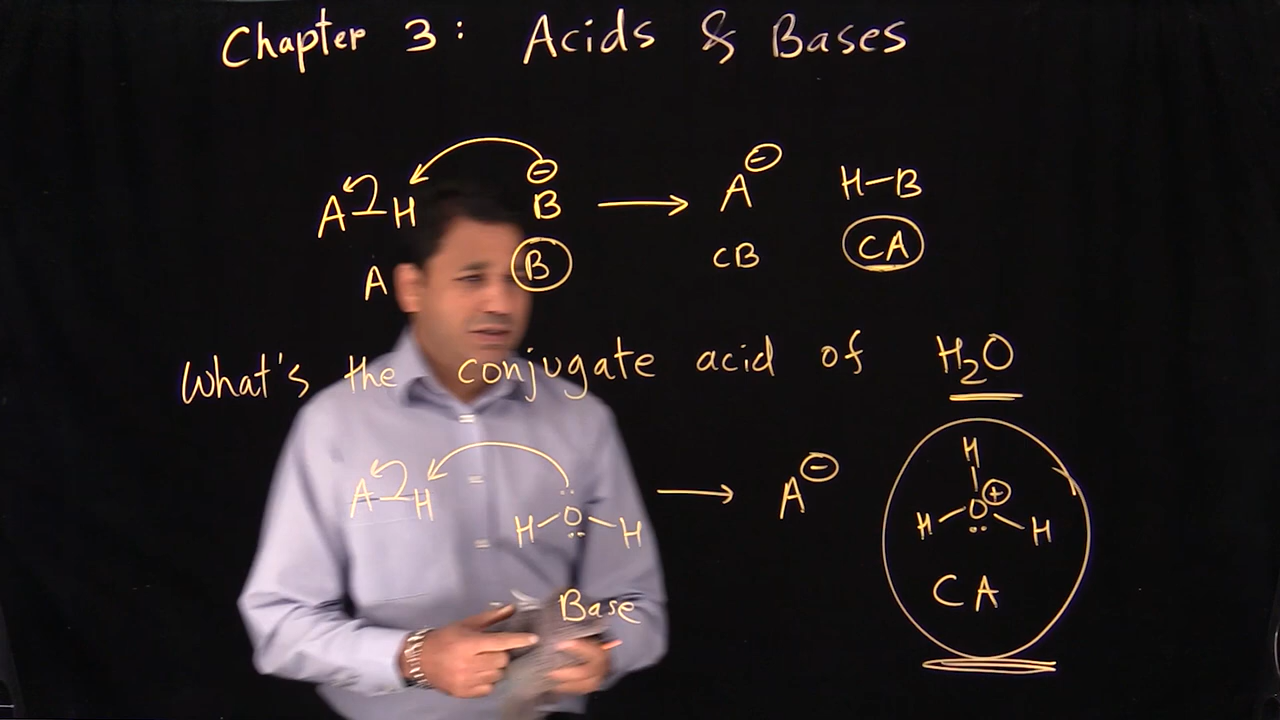 Chapter 3: Acids & Bases
A–H B⊖ → A⊖ H–B
A B CB CA
What's the conjugate acid of H₂O
A–H H–Ö–H → A⊖ H–O⊕(–H)–H
Base CA